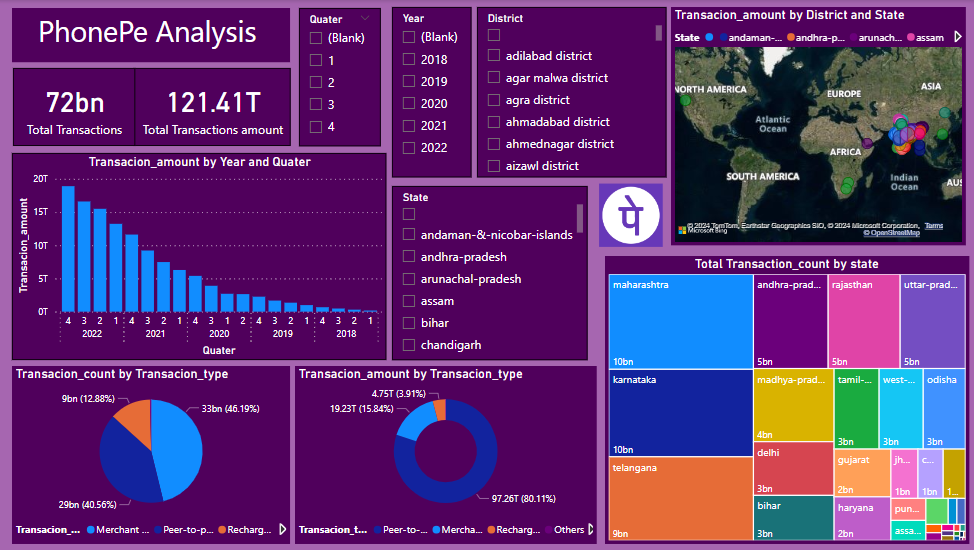 PhonePe Analysis
72bn
Total Transactions
121.41T
Total Transactions amount
Quater
(Blank)
1
2
3
4
Year
(Blank)
2018
2019
2020
2021
2022
District
adilabad district
agar malwa district
agra district
ahmadabad district
ahmednagar district
aizawl district
Transacion_amount by District and State
State
andaman-...
andhra-p...
arunach...
assam
NORTH AMERICA
EUROPE
ASIA
Atlantic
Ocean
AFRICA
SOUTH AMERICA
Indian
Ocean
AUS
Microsoft Bing
© 2024 TomTom, Earthstar Geographics SIO, © 2024 Microsoft Corporation, Terms
© OpenStreetMap
Transacion_amount by Year and Quater
Transacion_amount
20T
15T
10T
5T
0T
4 3 2 1 4 3 2 1 4 3 2 1 4 3 2 1 4 3 2 1
2022 2021 2020 2019 2018
Quater
State
andaman-&-nicobar-islands
andhra-pradesh
arunachal-pradesh
assam
bihar
chandigarh
पे
Total Transaction_count by state
maharashtra
10bn
karnataka
10bn
telangana
9bn
andhra-prad...
5bn
rajasthan
5bn
uttar-prad...
5bn
madhya-prad...
4bn
tamil-...
3bn
west-...
3bn
odisha
3bn
delhi
3bn
bihar
3bn
gujarat
2bn
haryana
2bn
jh...
1bn
c...
1bn
1...
pun...
assa...
Transacion_count by Transacion_type
9bn (12.88%)
33bn (46.19%)
29bn (40.56%)
Transacion_...
Merchant ...
Peer-to-p...
Recharg...
Transacion_amount by Transacion_type
4.75T (3.91%)
19.23T (15.84%)
97.26T (80.11%)
Transacion_t...
Peer-to-...
Mercha...
Recharg...
Others